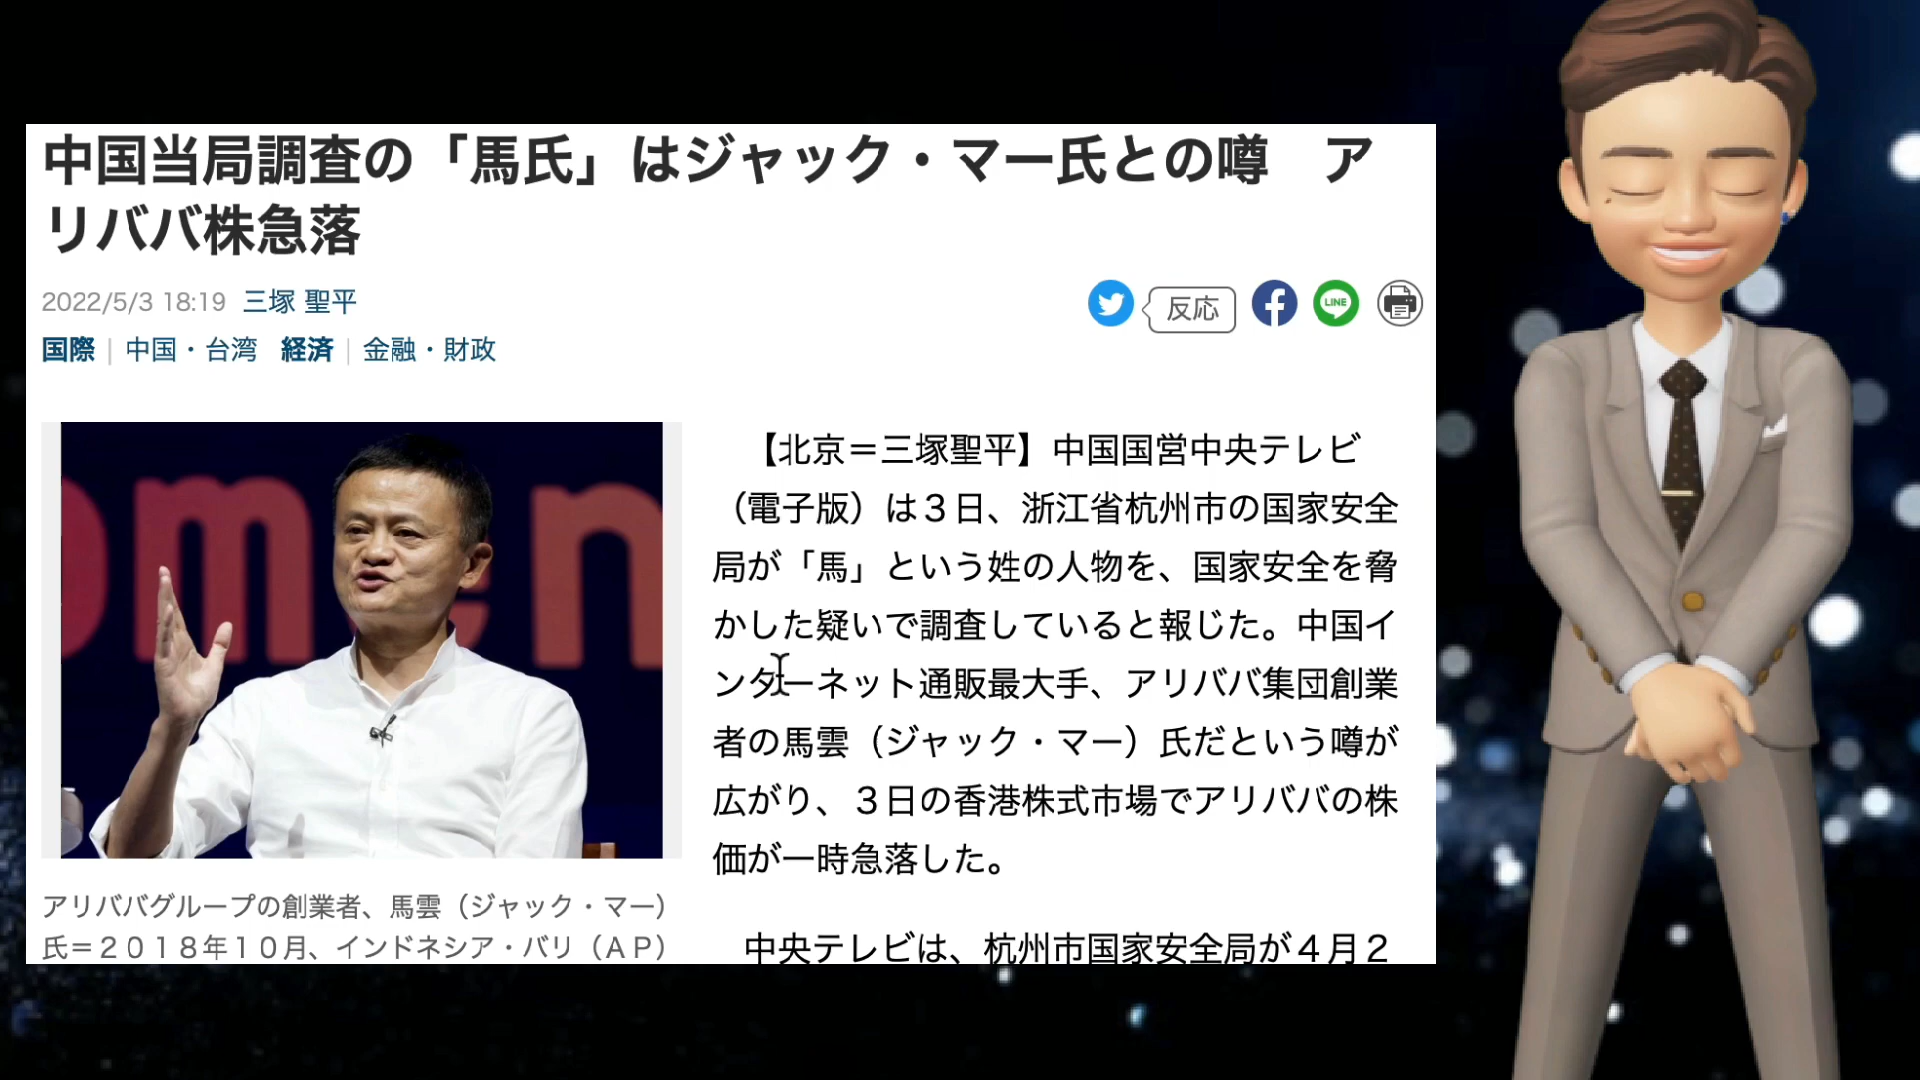 中国当局調査の「馬氏」はジャック・マー氏との噂　ア
リババ株急落
2022/5/3 18:19 三塚 聖平
反応
LINE
国際 | 中国・台湾 経済 | 金融・財政
omen
【北京＝三塚聖平】中国国営中央テレビ
（電子版）は３日、浙江省杭州市の国家安全
局が「馬」という姓の人物を、国家安全を脅
かした疑いで調査していると報じた。中国イ
ンターネット通販最大手、アリババ集団創業
者の馬雲（ジャック・マー）氏だという噂が
広がり、３日の香港株式市場でアリババの株
価が一時急落した。
中央テレビは、杭州市国家安全局が４月２
アリババグループの創業者、馬雲（ジャック・マー）
氏＝２０１８年１０月、インドネシア・バリ（ＡＰ）